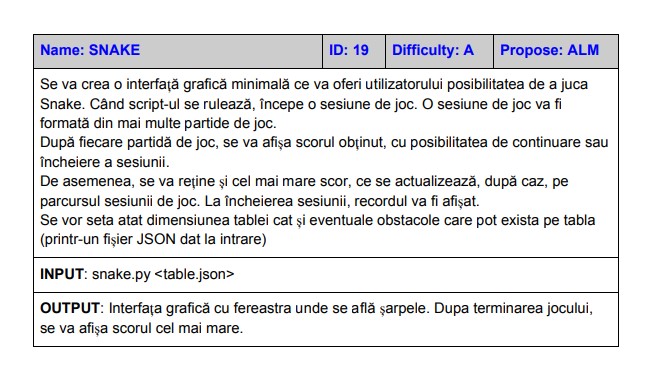 Name: SNAKE ID: 19 Difficulty: A Propose: ALM
Se va crea o interfaţă grafică minimală ce va oferi utilizatorului posibilitatea de a juca
Snake. Când script-ul se rulează, începe o sesiune de joc. O sesiune de joc va fi
formată din mai multe partide de joc.
După fiecare partidă de joc, se va afișa scorul obținut, cu posibilitatea de continuare sau
încheiere a sesiunii.
De asemenea, se va reține și cel mai mare scor, ce se actualizează, după caz, pe
parcursul sesiunii de joc. La încheierea sesiunii, recordul va fi afișat.
Se vor seta atat dimensiunea tablei cat și eventuale obstacole care pot exista pe tabla
(printr-un fișier JSON dat la intrare)
INPUT: snake.py <table.json>
OUTPUT: Interfața grafică cu fereastra unde se află șarpele. Dupa terminarea jocului,
se va afișa scorul cel mai mare.